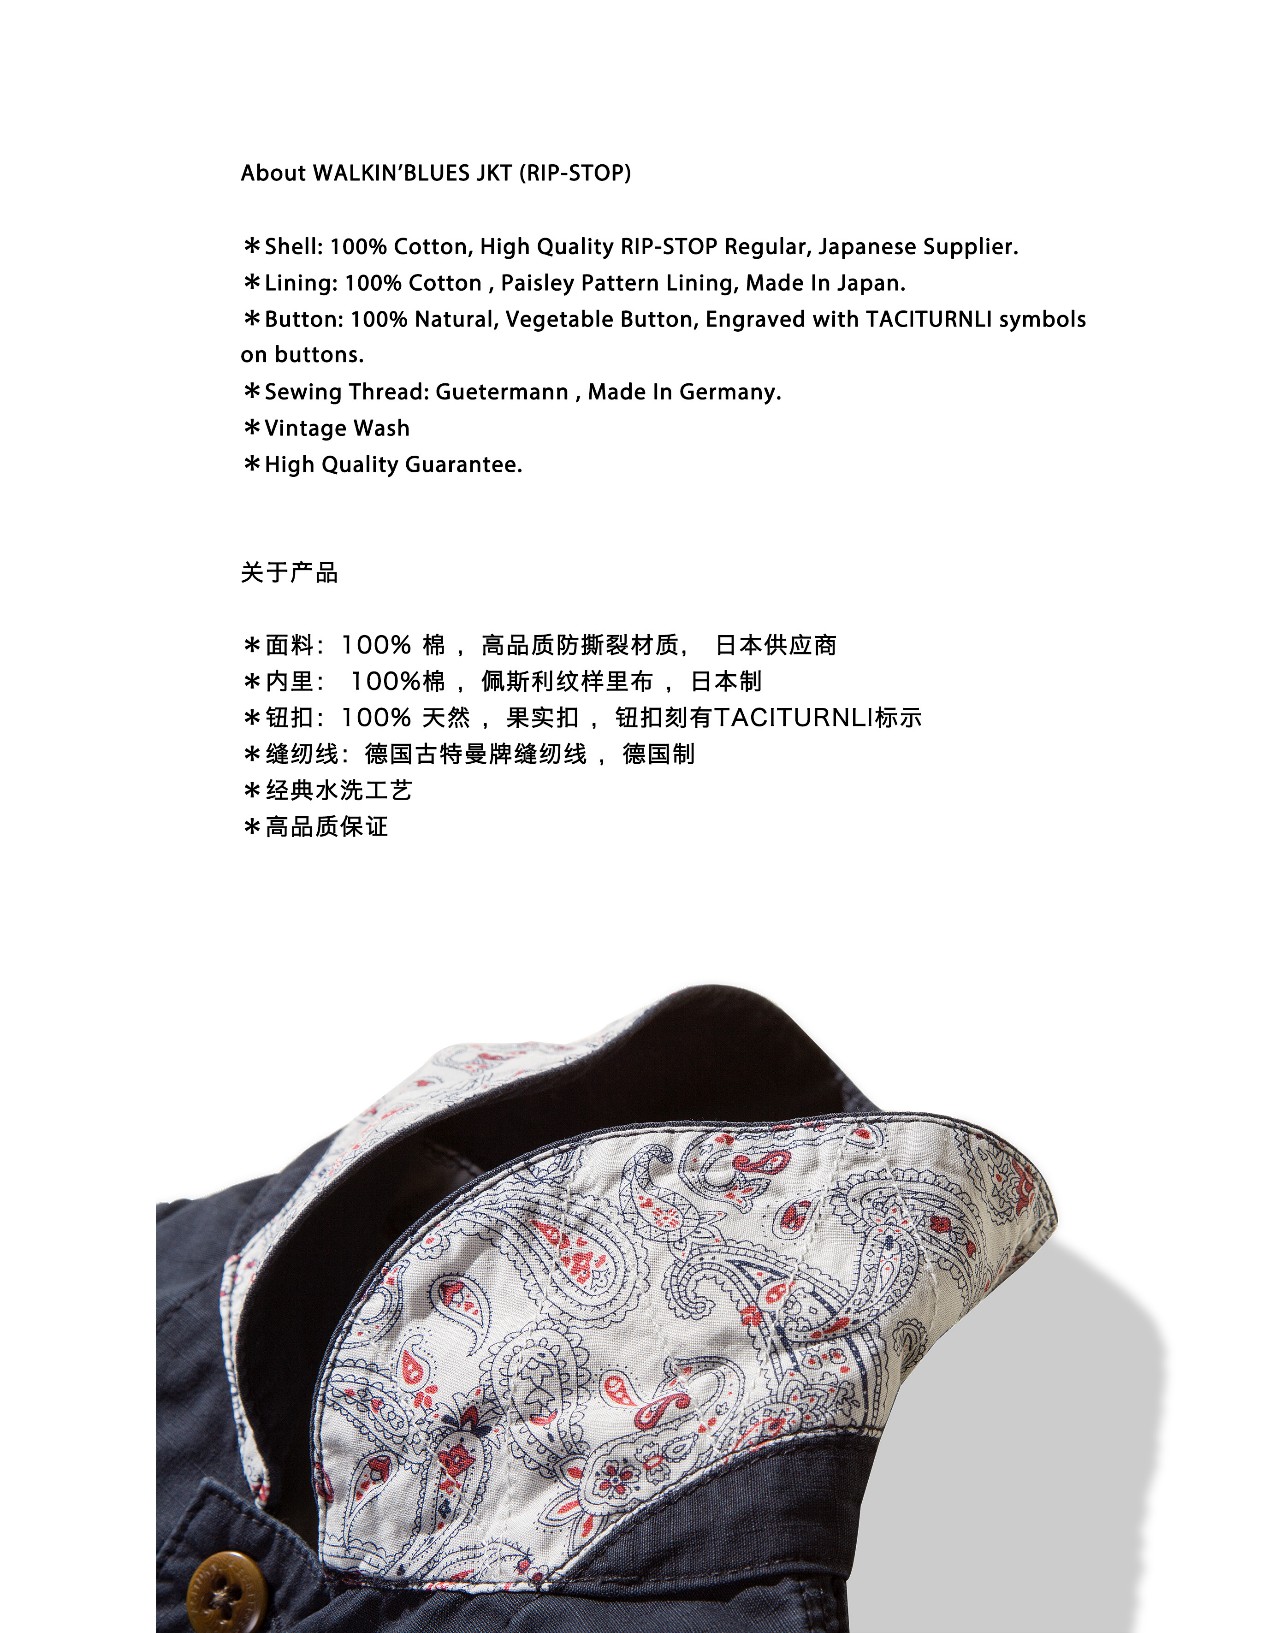 About WALKIN’BLUES JKT (RIP-STOP)
＊Shell: 100% Cotton, High Quality RIP-STOP Regular, Japanese Supplier.
＊Lining: 100% Cotton , Paisley Pattern Lining, Made In Japan.
＊Button: 100% Natural, Vegetable Button, Engraved with TACITURNLI symbols
on buttons.
＊Sewing Thread: Guetermann , Made In Germany.
＊Vintage Wash
＊High Quality Guarantee.
关于产品
＊面料：100% 棉 ，高品质防撕裂材质， 日本供应商
＊内里： 100%棉 ，佩斯利纹样里布 ，日本制
＊钮扣：100% 天然 ，果实扣 ，钮扣刻有TACITURNLI标示
＊缝纫线：德国古特曼牌缝纫线 ，德国制
＊经典水洗工艺
＊高品质保证